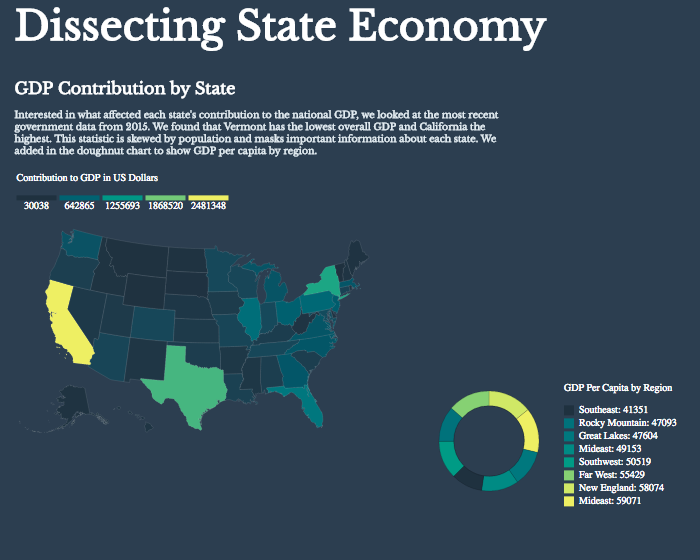 Dissecting State Economy
GDP Contribution by State
Interested in what affected each state's contribution to the national GDP, we looked at the most recent
government data from 2015. We found that Vermont has the lowest overall GDP and California the
highest. This statistic is skewed by population and masks important information about each state. We
added in the doughnut chart to show GDP per capita by region.
Contribution to GDP in US Dollars
30038 642865 1255693 1868520 2481348
GDP Per Capita by Region
Southeast: 41351
Rocky Mountain: 47093
Great Lakes: 47604
Mideast: 49153
Southwest: 50519
Far West: 55429
New England: 58074
Mideast: 59071